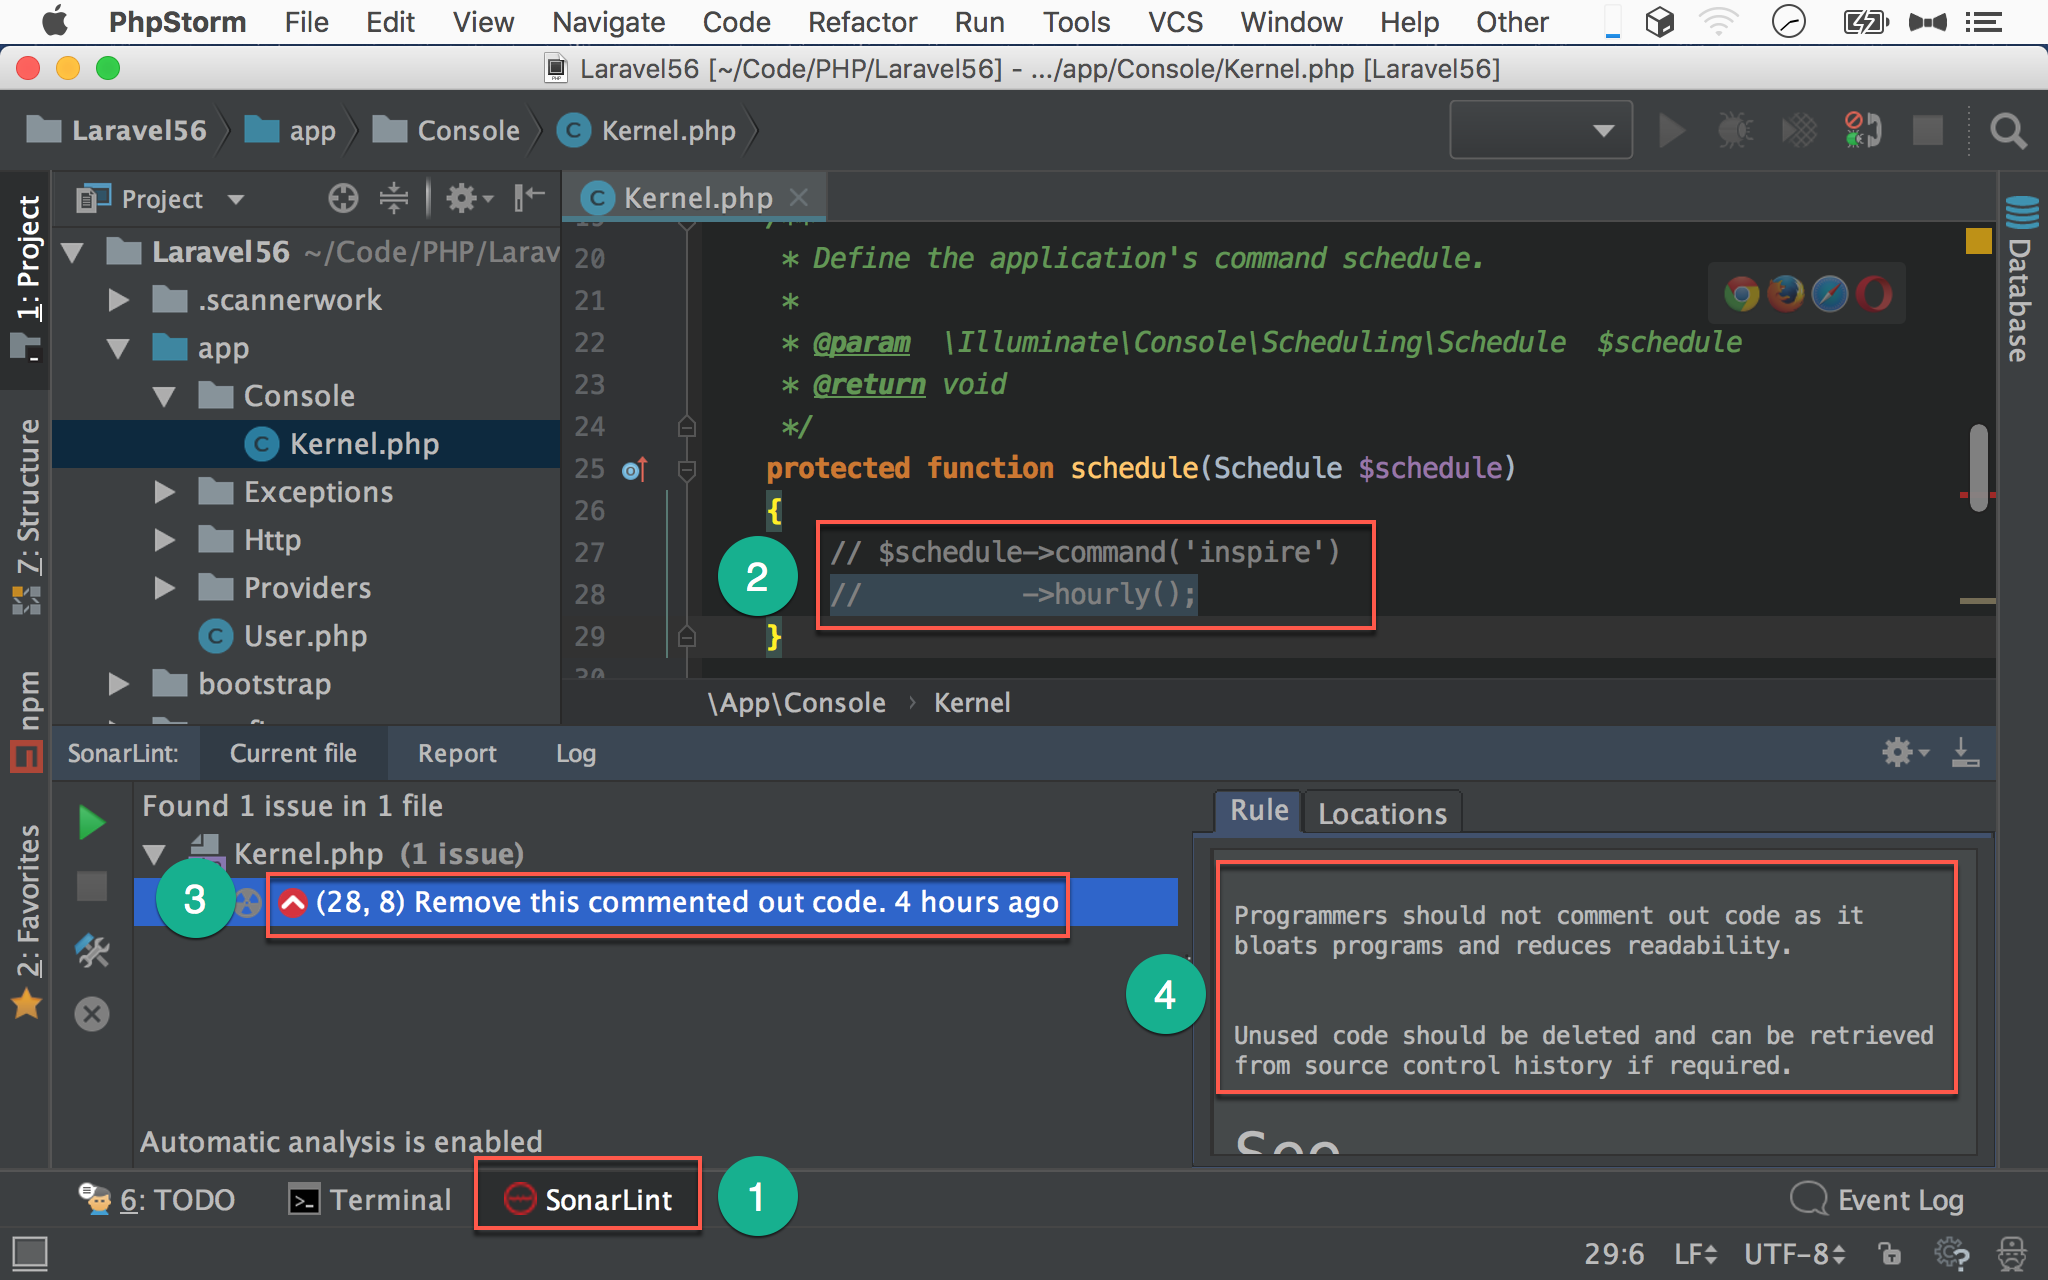 PhpStorm File Edit View Navigate Code Refactor Run Tools VCS Window Help Other
Laravel56 [~/Code/PHP/Laravel56] - .../app/Console/Kernel.php [Laravel56]
Laravel56 app Console Kernel.php
1: Project
7: Structure
npm
2: Favorites
Project
Laravel56 ~/Code/PHP/Larav
.scannerwork
app
Console
Kernel.php
Exceptions
Http
Providers
User.php
bootstrap
Kernel.php
20 * Define the application's command schedule.
21 *
22 * @param \Illuminate\Console\Scheduling\Schedule $schedule
23 * @return void
24 */
25 protected function schedule(Schedule $schedule)
26 {
27 // $schedule->command('inspire')
28 // ->hourly();
29 }
30
2
\App\Console › Kernel
Database
SonarLint: Current file Report Log
Found 1 issue in 1 file
Kernel.php (1 issue)
3
(28, 8) Remove this commented out code. 4 hours ago
Automatic analysis is enabled
Rule Locations
4
Programmers should not comment out code as it
bloats programs and reduces readability.
Unused code should be deleted and can be retrieved
from source control history if required.
See
6: TODO Terminal SonarLint 1 Event Log
29:6 LF UTF-8